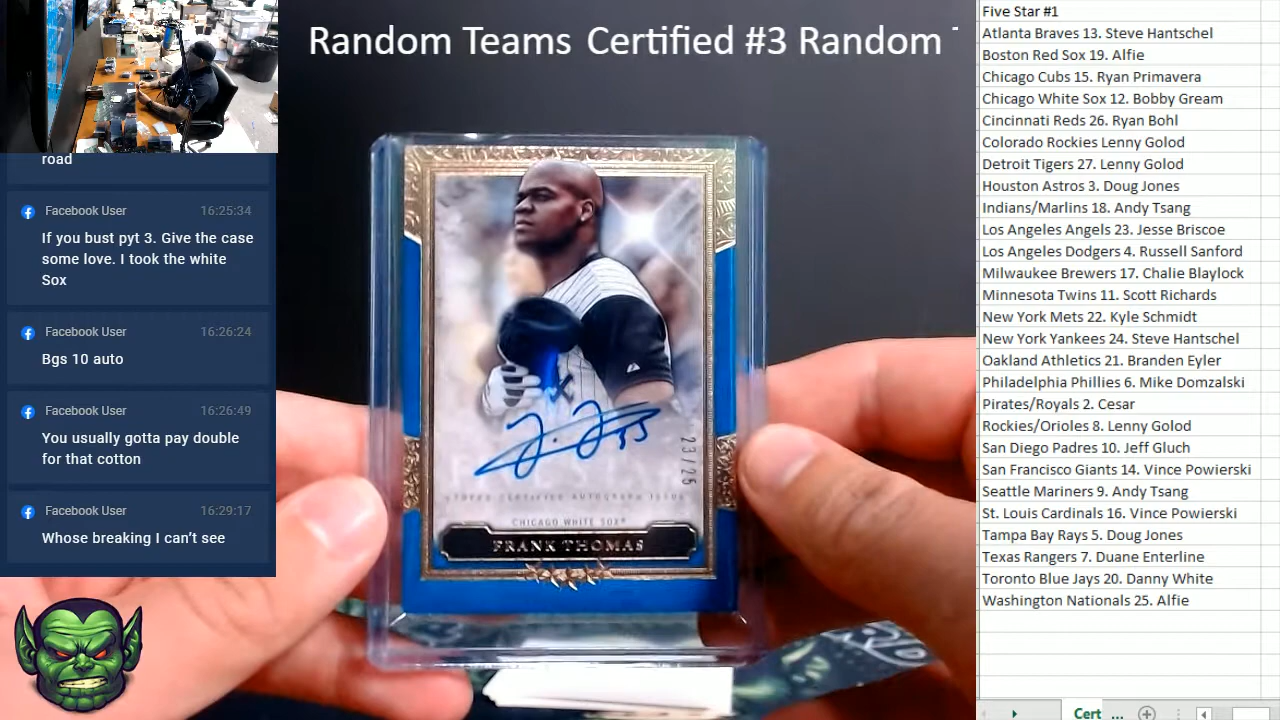 Random Teams Certified #3 Random
road
Facebook User 16:25:34
If you bust pyt 3. Give the case
some love. I took the white
Sox
Facebook User 16:26:24
Bgs 10 auto
Facebook User 16:26:49
You usually gotta pay double
for that cotton
Facebook User 16:29:17
Whose breaking I can't see
23/25
TOPPS CERTIFIED AUTOGRAPH ISSUE
CHICAGO WHITE SOX
FRANK THOMAS
Five Star #1
Atlanta Braves 13. Steve Hantschel
Boston Red Sox 19. Alfie
Chicago Cubs 15. Ryan Primavera
Chicago White Sox 12. Bobby Gream
Cincinnati Reds 26. Ryan Bohl
Colorado Rockies Lenny Golod
Detroit Tigers 27. Lenny Golod
Houston Astros 3. Doug Jones
Indians/Marlins 18. Andy Tsang
Los Angeles Angels 23. Jesse Briscoe
Los Angeles Dodgers 4. Russell Sanford
Milwaukee Brewers 17. Chalie Blaylock
Minnesota Twins 11. Scott Richards
New York Mets 22. Kyle Schmidt
New York Yankees 24. Steve Hantschel
Oakland Athletics 21. Branden Eyler
Philadelphia Phillies 6. Mike Domzalski
Pirates/Royals 2. Cesar
Rockies/Orioles 8. Lenny Golod
San Diego Padres 10. Jeff Gluch
San Francisco Giants 14. Vince Powierski
Seattle Mariners 9. Andy Tsang
St. Louis Cardinals 16. Vince Powierski
Tampa Bay Rays 5. Doug Jones
Texas Rangers 7. Duane Enterline
Toronto Blue Jays 20. Danny White
Washington Nationals 25. Alfie
Cert ...